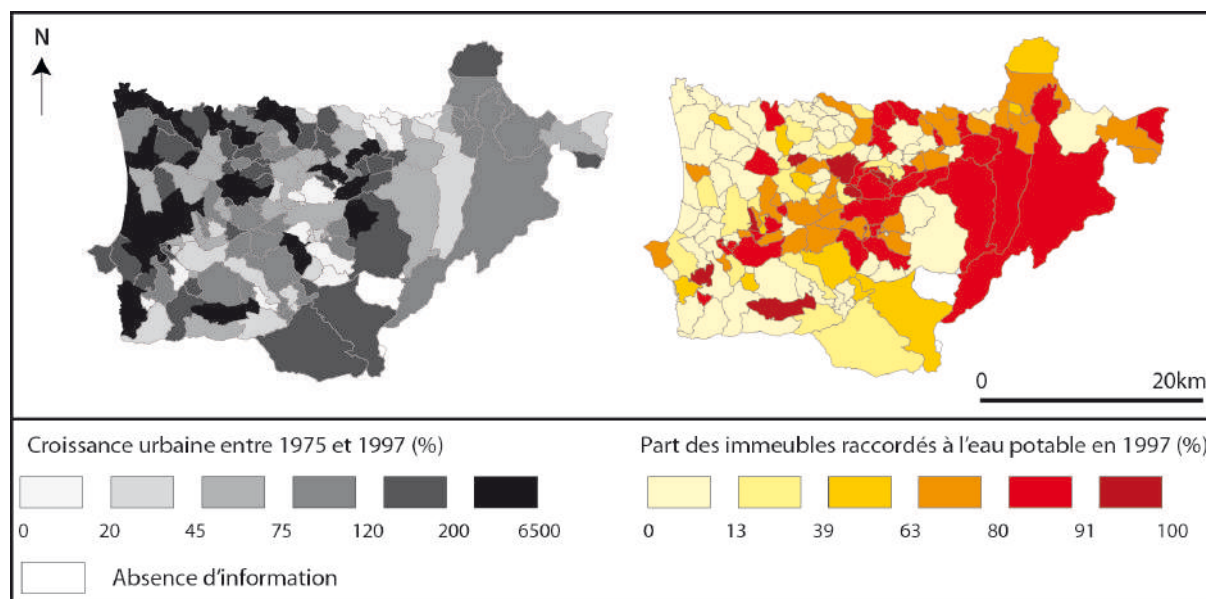 N
0 20km
Croissance urbaine entre 1975 et 1997 (%)
0 20 45 75 120 200 6500
Absence d'information
Part des immeubles raccordés à l'eau potable en 1997 (%)
0 13 39 63 80 91 100